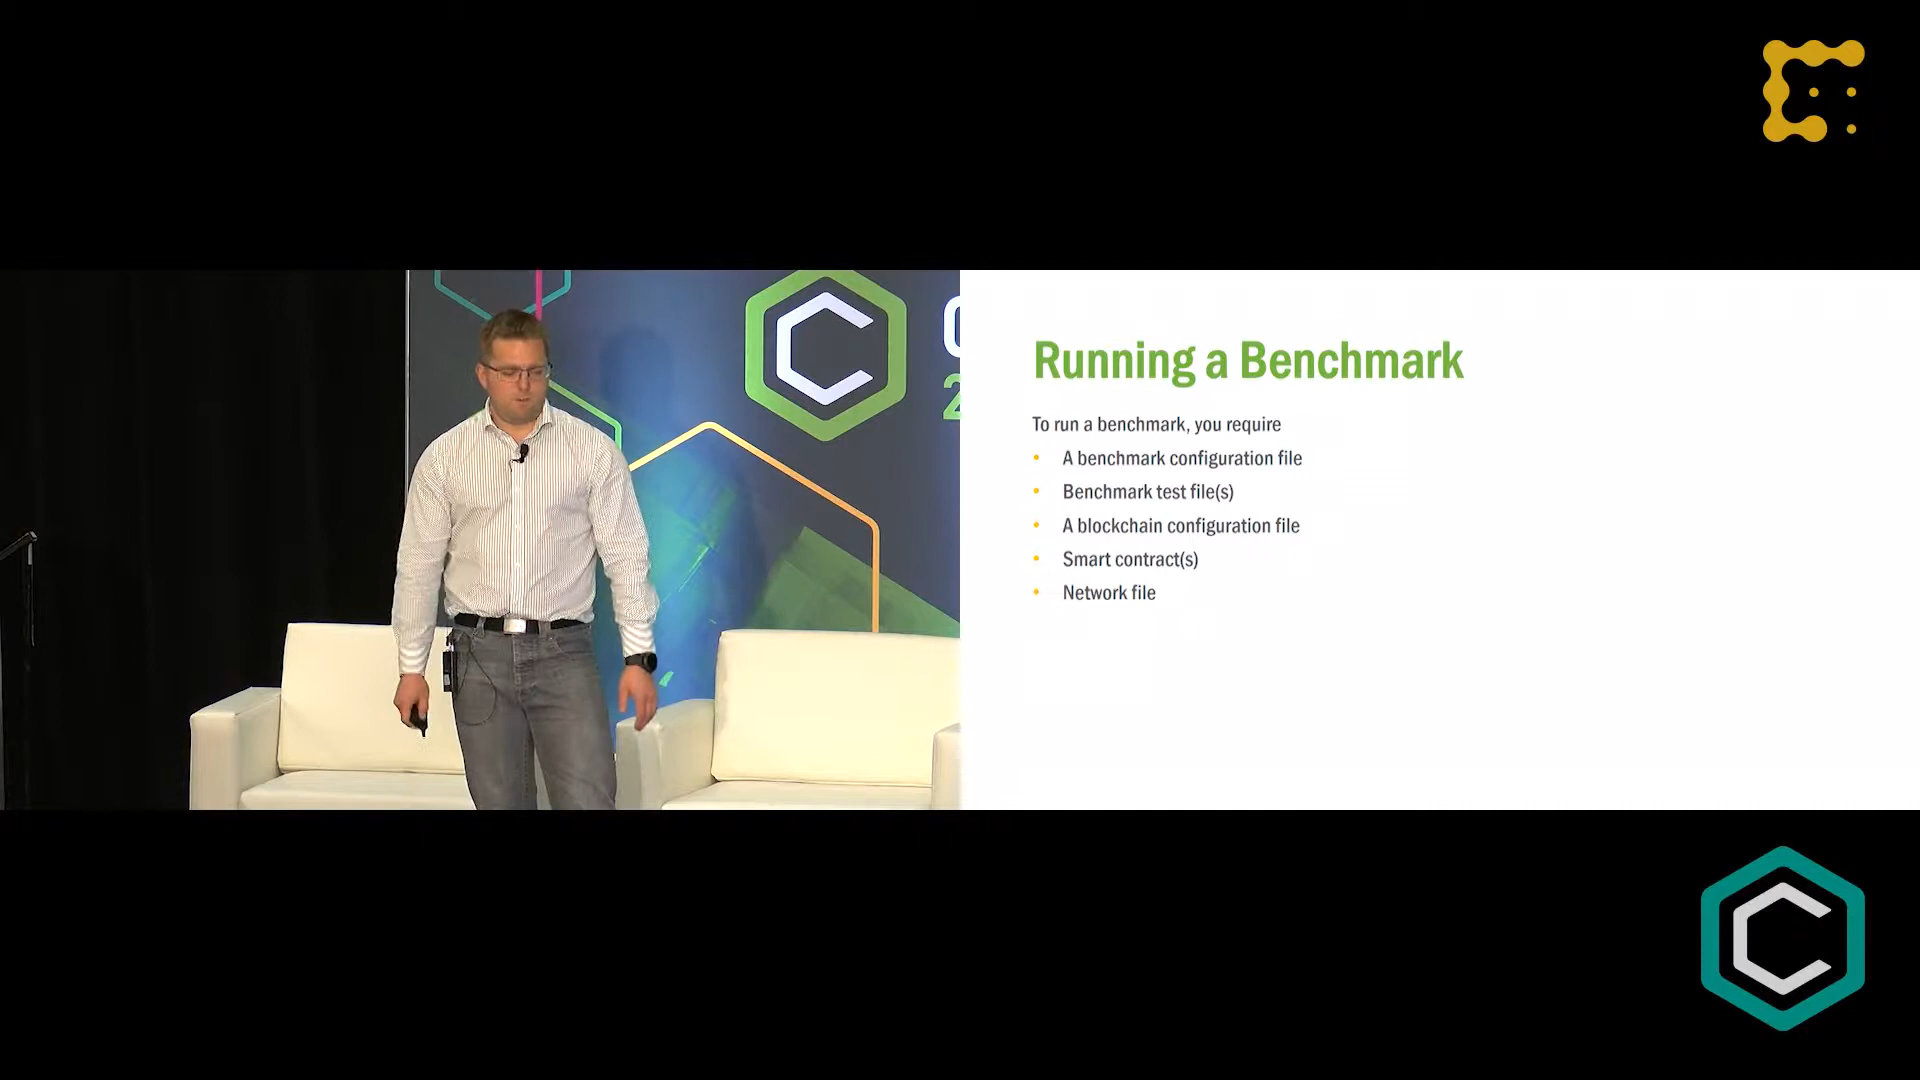 Running a Benchmark
To run a benchmark, you require
• A benchmark configuration file
• Benchmark test file(s)
• A blockchain configuration file
• Smart contract(s)
• Network file